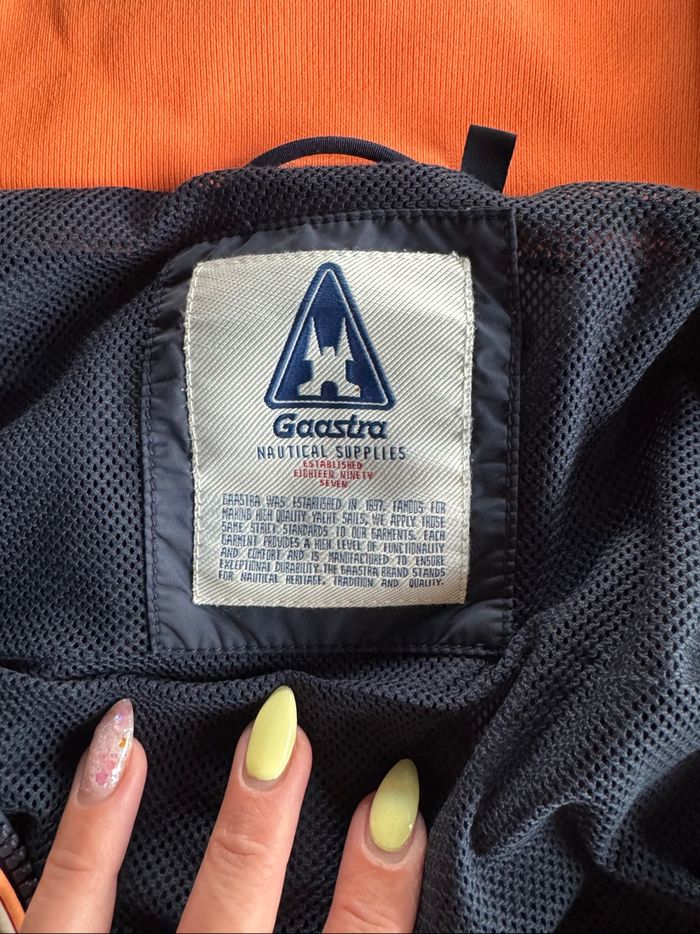 Gaastra
NAUTICAL SUPPLIES
ESTABLISHED
EIGHTEEN NINETY
SEVEN
GAASTRA WAS ESTABLISHED IN 1897. FAMOUS FOR
MAKING HIGH QUALITY YACHT SAILS, WE APPLY THOSE
SAME STRICT STANDARDS TO OUR GARMENTS. EACH
GARMENT PROVIDES A HIGH LEVEL OF FUNCTIONALITY
AND COMFORT AND IS MANUFACTURED TO ENSURE
EXCEPTIONAL DURABILITY. THE GAASTRA BRAND STANDS
FOR NAUTICAL HERITAGE, TRADITION AND QUALITY.